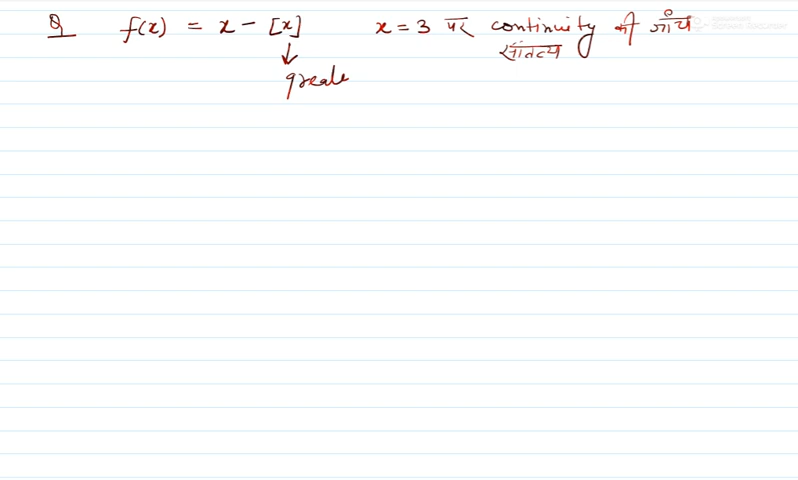 Q f(x) = x - [x] x = 3 पर continuity की जाँच
सांतत्य
↓
greate